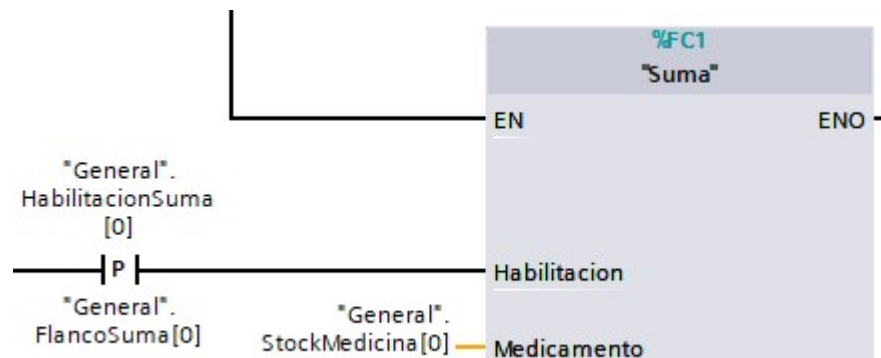 %FC1
"Suma"
EN
ENO
"General".
HabilitacionSuma
[0]
P
Habilitacion
"General".
FlancoSuma[0]
"General".
StockMedicina[0]
Medicamento